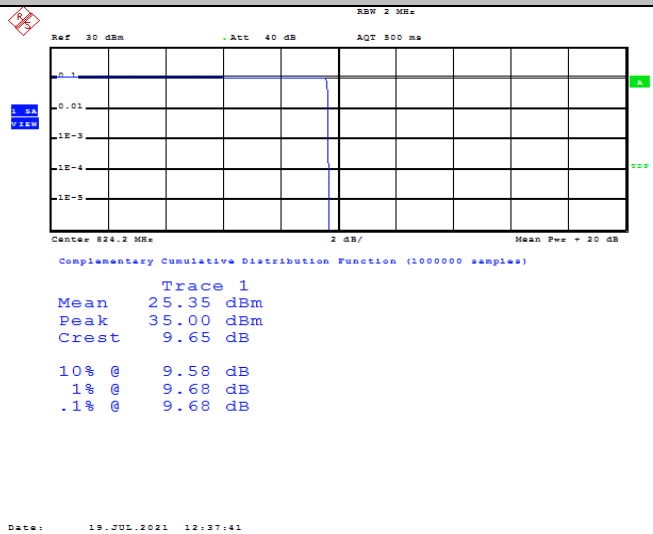 RBW 2 MHz
Ref 30 dBm Att 40 dB AQT 500 ms
0.1
A
0.01
1 SA
VIEW
1E-3
1E-4
TDF
1E-5
Center 824.2 MHz 2 dB/ Mean Pwr + 20 dB
Complementary Cumulative Distribution Function (1000000 samples)
Trace 1
Mean 25.35 dBm
Peak 35.00 dBm
Crest 9.65 dB
10% @ 9.58 dB
1% @ 9.68 dB
.1% @ 9.68 dB
Date: 19.JUL.2021 12:37:41